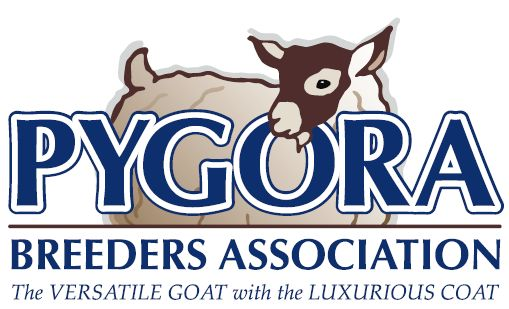 PYGORA
BREEDERS ASSOCIATION
The VERSATILE GOAT with the LUXURIOUS COAT